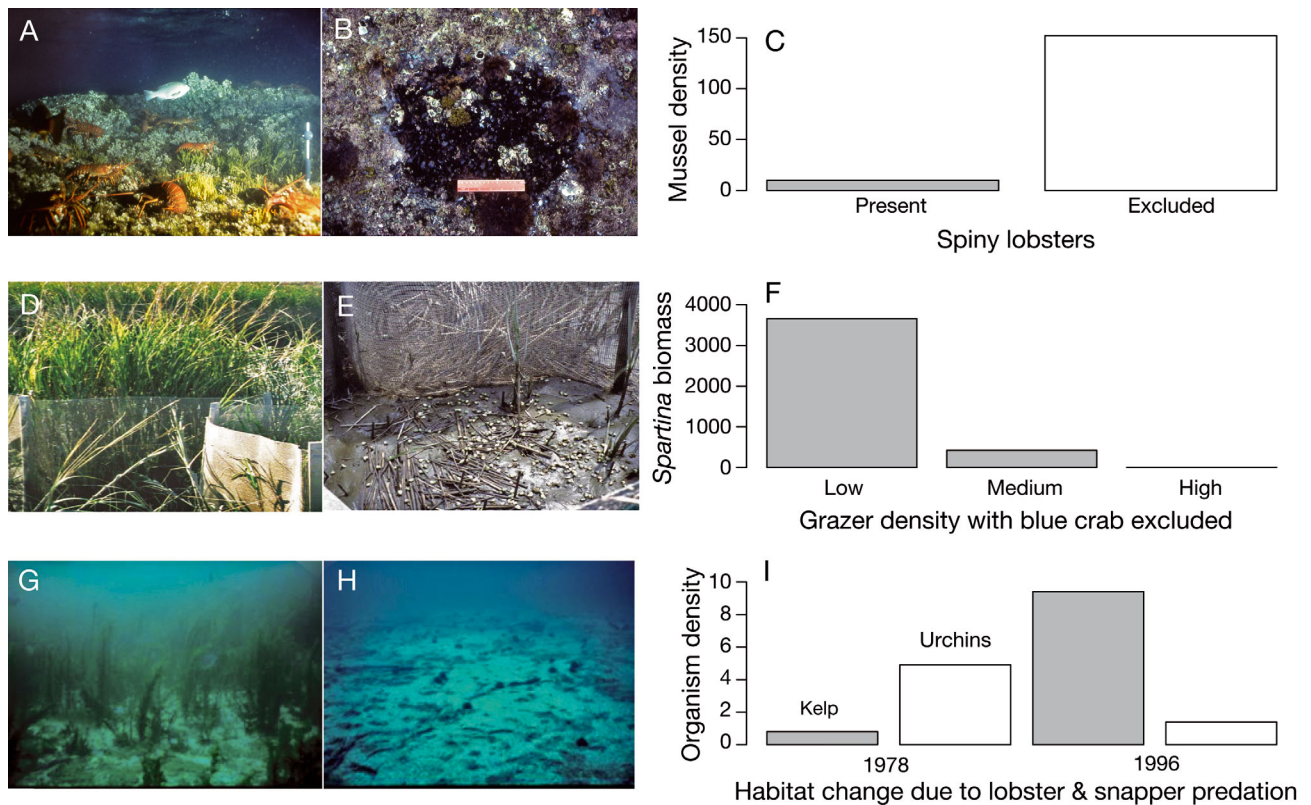 A
B
C
150
100
50
0
Mussel density
Present
Excluded
Spiny lobsters
D
E
F
4000
3000
2000
1000
0
Spartina biomass
Low
Medium
High
Grazer density with blue crab excluded
G
H
I
10
8
6
4
2
0
Organism density
Kelp
Urchins
1978
1996
Habitat change due to lobster & snapper predation